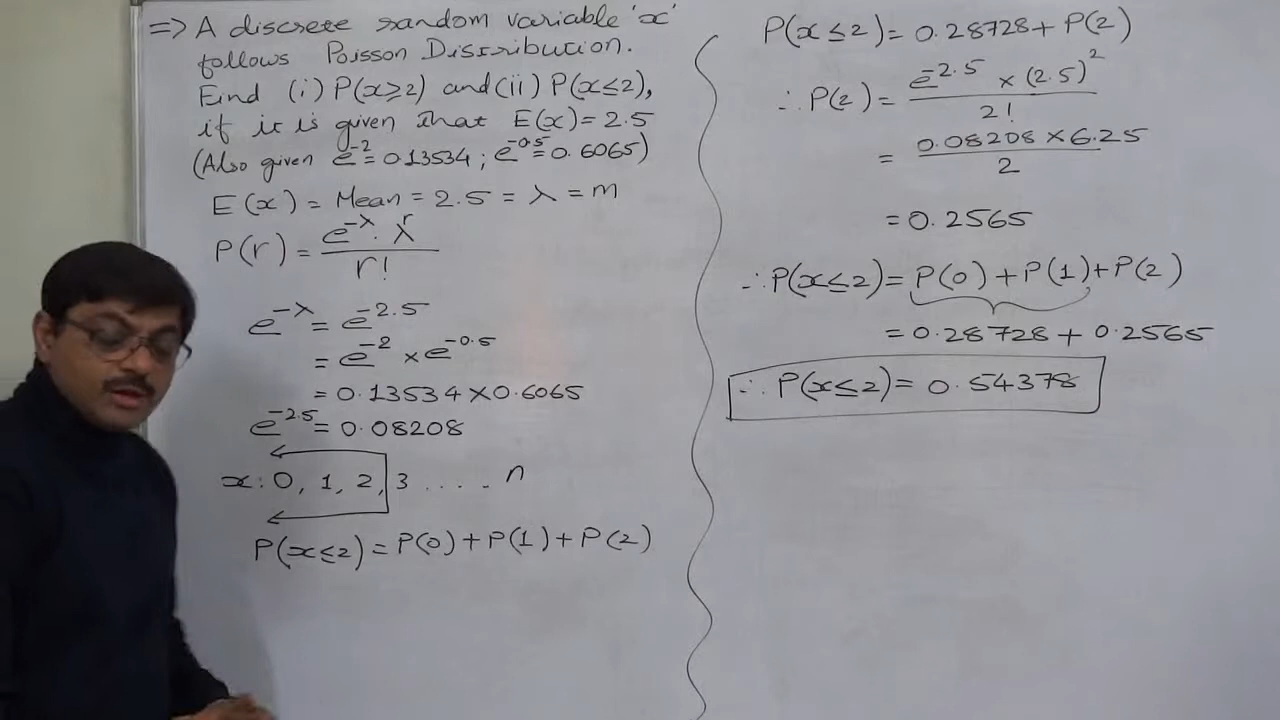 => A discrete random variable 'x'
follows Poisson Distribution.
Find (i) P(x≥2) and (ii) P(x≤2),
if it is given that E(x)=2.5
(Also given e^-2=0.13534; e^-0.5=0.6065)
E(x) = Mean = 2.5 = λ = m
P(r) = e^-λ . λ^r / r!
e^-λ = e^-2.5
= e^-2 × e^-0.5
= 0.13534 × 0.6065
e^-2.5 = 0.08208
x: 0, 1, 2, 3 ..... n
P(x≤2) = P(0) + P(1) + P(2)
P(x≤2) = 0.28728 + P(2)
∴ P(2) = e^-2.5 × (2.5)^2 / 2!
= 0.08208 × 6.25 / 2
= 0.2565
∴ P(x≤2) = P(0) + P(1) + P(2)
= 0.28728 + 0.2565
∴ P(x≤2) = 0.54378